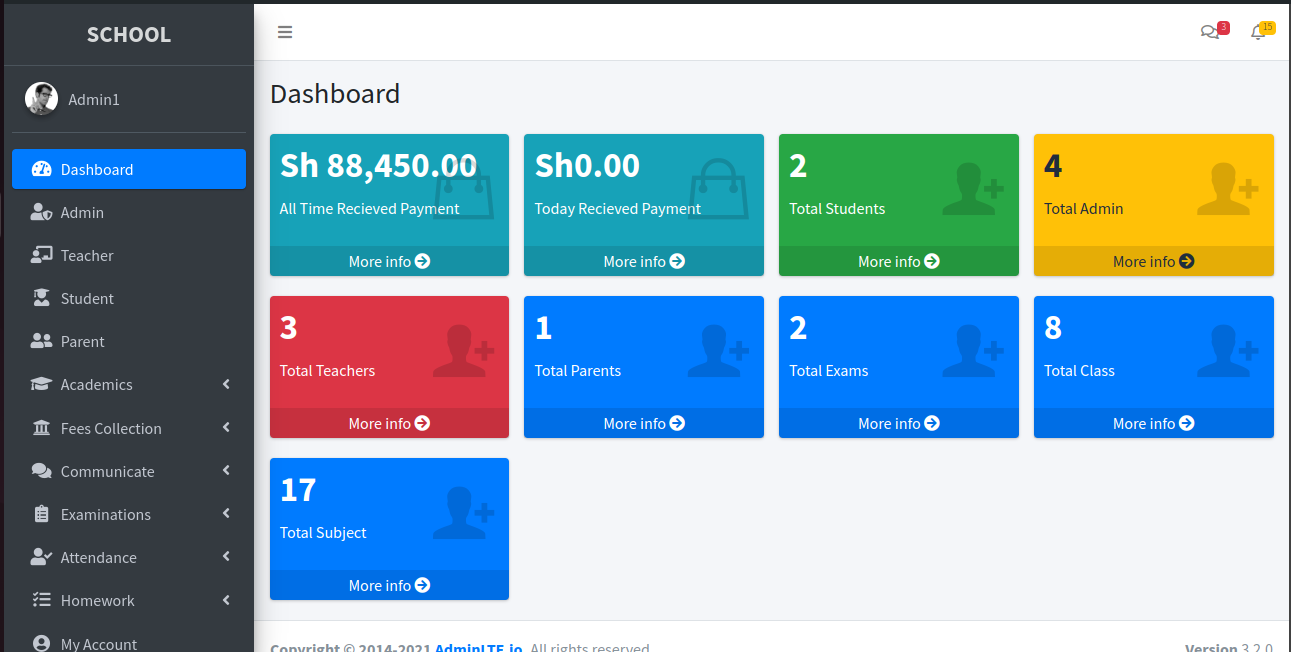 SCHOOL
3
15
Admin1
Dashboard
Admin
Teacher
Student
Parent
Academics
Fees Collection
Communicate
Examinations
Attendance
Homework
My Account
Dashboard
Sh 88,450.00
All Time Recieved Payment
More info
Sh0.00
Today Recieved Payment
More info
2
Total Students
More info
4
Total Admin
More info
3
Total Teachers
More info
1
Total Parents
More info
2
Total Exams
More info
8
Total Class
More info
17
Total Subject
More info
Copyright © 2014-2021 AdminLTE.io. All rights reserved.
Version 3.2.0